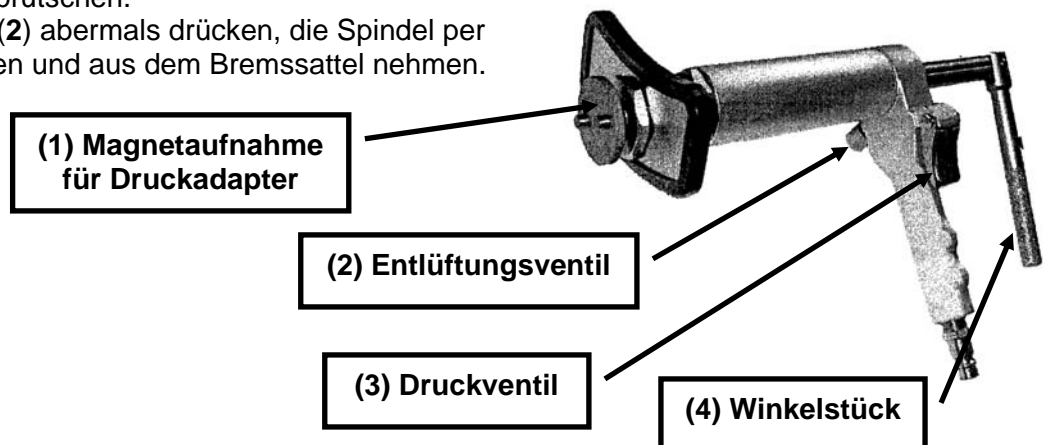 (2) abermals drücken, die Spindel per
und aus dem Bremssattel nehmen.
(1) Magnetaufnahme
für Druckadapter
(2) Entlüftungsventil
(3) Druckventil
(4) Winkelstück